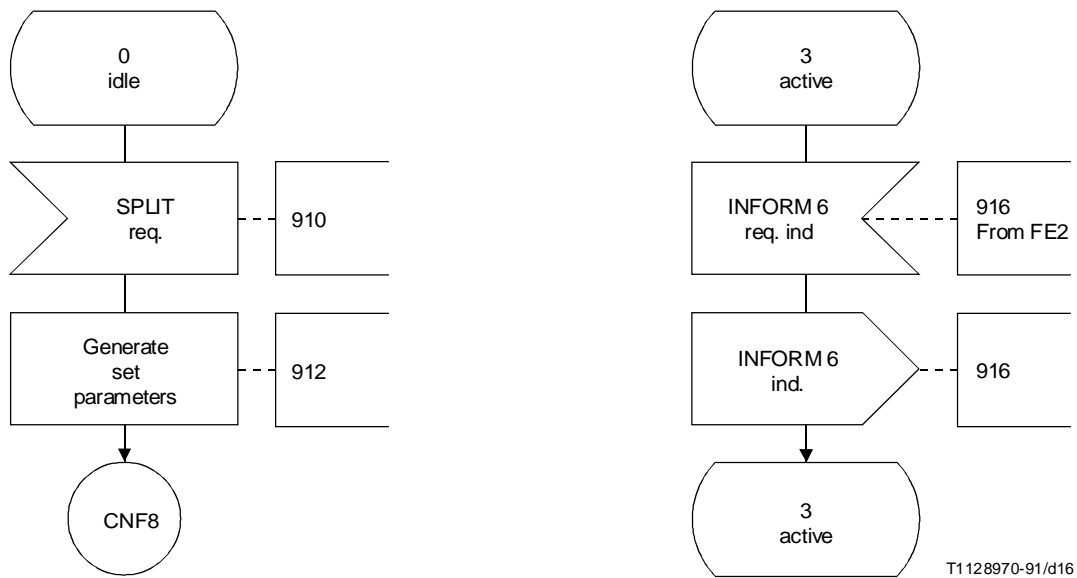 0
idle
SPLIT
req.
910
Generate
set
parameters
912
CNF8
3
active
INFORM 6
req. ind
916
From FE2
INFORM 6
ind.
916
3
active
T1128970-91/d16